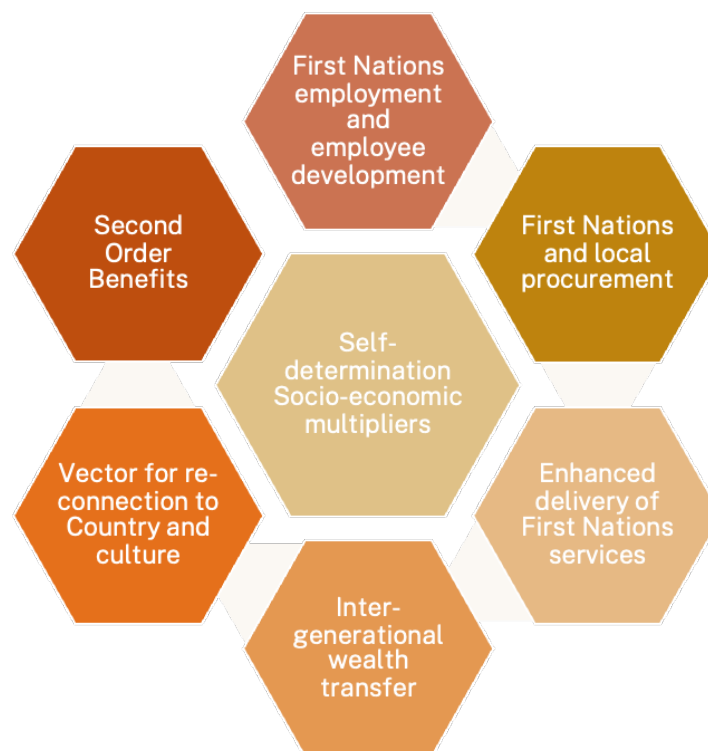 First Nations
employment
and
employee
development
First Nations
and local
procurement
Enhanced
delivery of
First Nations
services
Inter-
generational
wealth
transfer
Vector for re-
connection to
Country and
culture
Second
Order
Benefits
Self-
determination
Socio-economic
multipliers